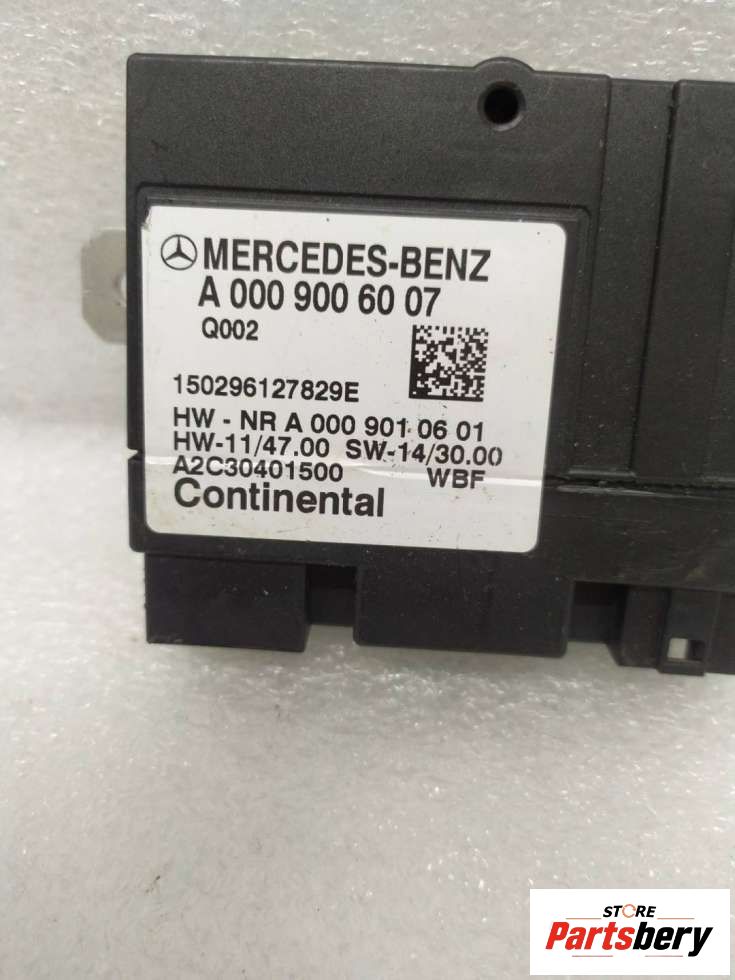 MERCEDES-BENZ
A 000 900 60 07
Q002
150296127829E
HW - NR A 000 901 06 01
HW-11/47.00 SW-14/30.00
A2C30401500 WBF
Continental
STORE
Partsbery